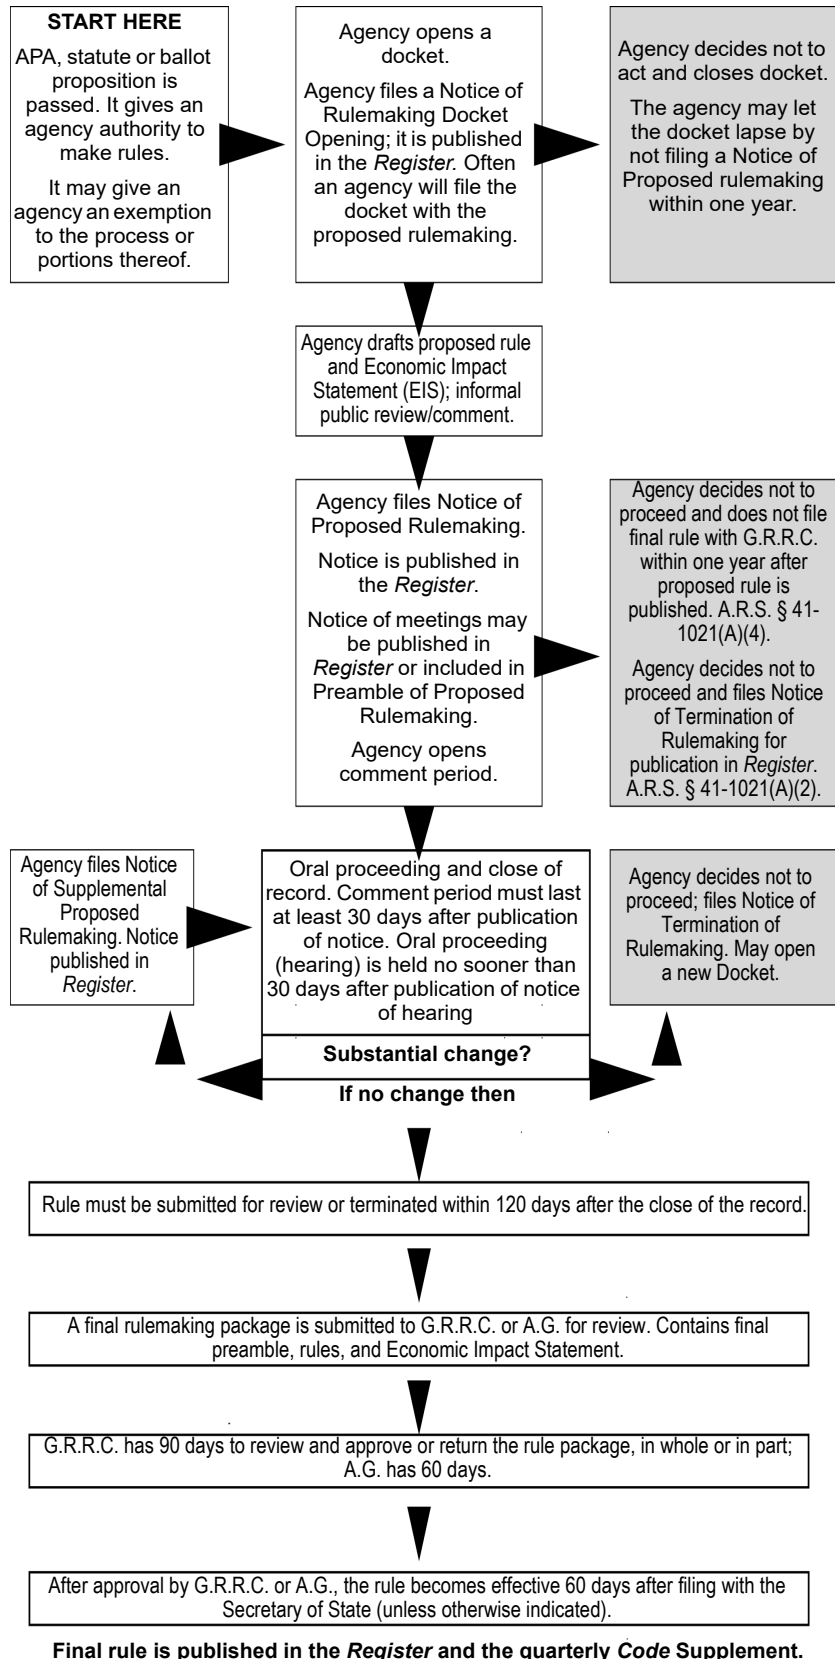 START HERE
APA, statute or ballot
proposition is
passed. It gives an
agency authority to
make rules.
It may give an
agency an exemption
to the process or
portions thereof.
Agency opens a
docket.
Agency files a Notice of
Rulemaking Docket
Opening; it is published
in the Register. Often
an agency will file the
docket with the
proposed rulemaking.
Agency decides not to
act and closes docket.
The agency may let
the docket lapse by
not filing a Notice of
Proposed rulemaking
within one year.
Agency drafts proposed rule
and Economic Impact
Statement (EIS); informal
public review/comment.
Agency files Notice of
Proposed Rulemaking.
Notice is published in
the Register.
Notice of meetings may
be published in
Register or included in
Preamble of Proposed
Rulemaking.
Agency opens
comment period.
Agency decides not to
proceed and does not file
final rule with G.R.R.C.
within one year after
proposed rule is
published. A.R.S. § 41-
1021(A)(4).
Agency decides not to
proceed and files Notice
of Termination of
Rulemaking for
publication in Register.
A.R.S. § 41-1021(A)(2).
Agency files Notice
of Supplemental
Proposed
Rulemaking. Notice
published in
Register.
Oral proceeding and close of
record. Comment period must last
at least 30 days after publication
of notice. Oral proceeding
(hearing) is held no sooner than
30 days after publication of notice
of hearing
Agency decides not to
proceed; files Notice of
Termination of
Rulemaking. May open
a new Docket.
Substantial change?
If no change then
Rule must be submitted for review or terminated within 120 days after the close of the record.
A final rulemaking package is submitted to G.R.R.C. or A.G. for review. Contains final
preamble, rules, and Economic Impact Statement.
G.R.R.C. has 90 days to review and approve or return the rule package, in whole or in part;
A.G. has 60 days.
After approval by G.R.R.C. or A.G., the rule becomes effective 60 days after filing with the
Secretary of State (unless otherwise indicated).
Final rule is published in the Register and the quarterly Code Supplement.